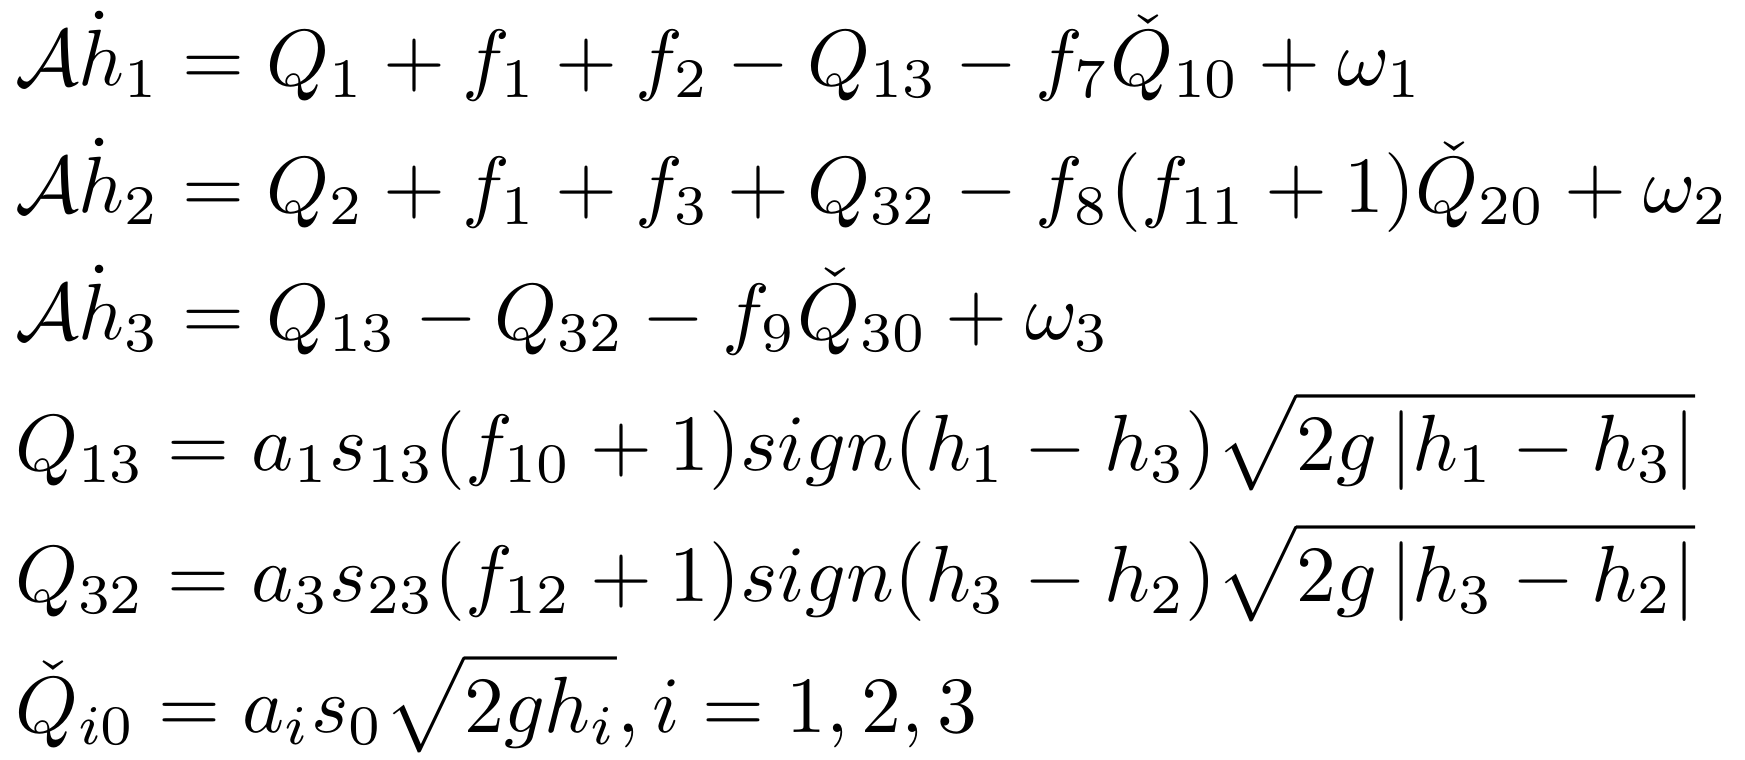 𝒜ḣ₁ = Q₁ + f₁ + f₂ − Q₁₃ − f₇Q̌₁₀ + ω₁
𝒜ḣ₂ = Q₂ + f₁ + f₃ + Q₃₂ − f₈(f₁₁ + 1)Q̌₂₀ + ω₂
𝒜ḣ₃ = Q₁₃ − Q₃₂ − f₉Q̌₃₀ + ω₃
Q₁₃ = a₁s₁₃(f₁₀ + 1)sign(h₁ − h₃)√(2g |h₁ − h₃|)
Q₃₂ = a₃s₂₃(f₁₂ + 1)sign(h₃ − h₂)√(2g |h₃ − h₂|)
Q̌ᵢ₀ = aᵢs₀√(2ghᵢ), i = 1, 2, 3